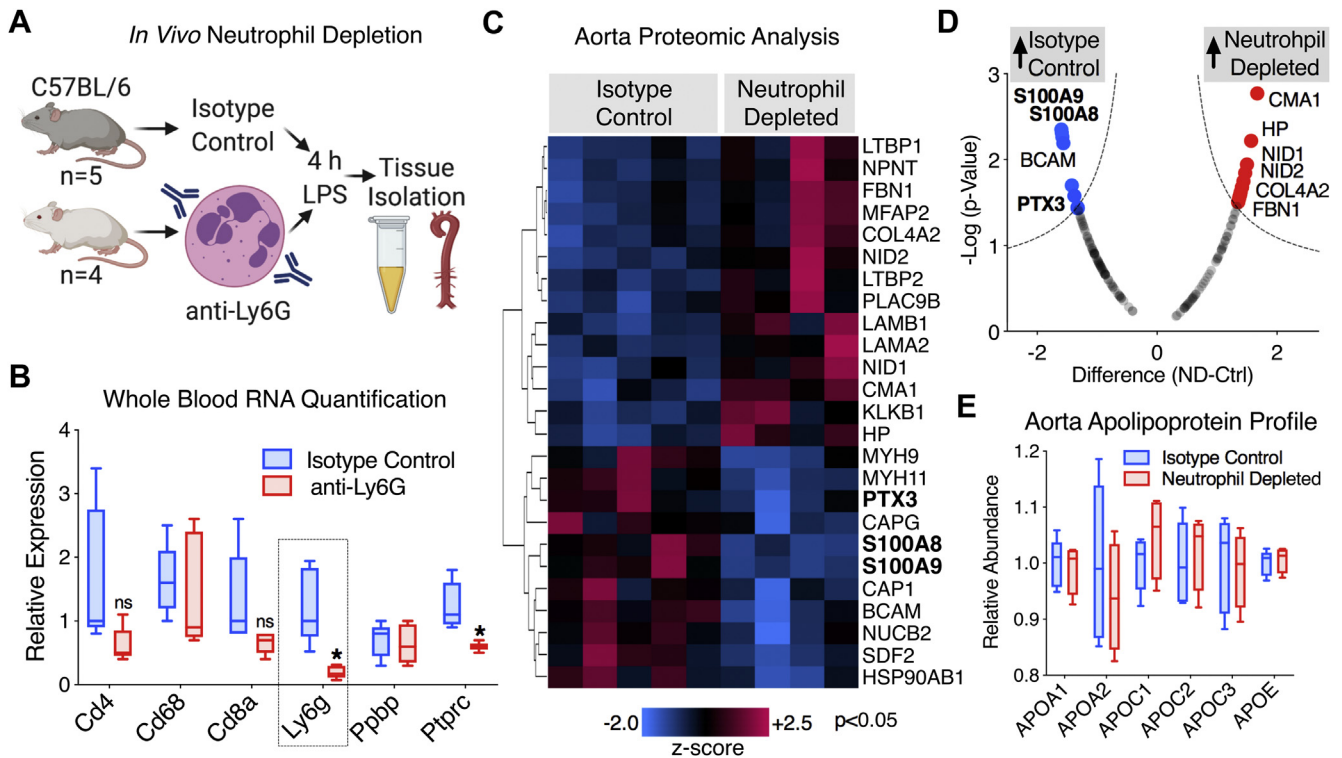 A
In Vivo Neutrophil Depletion
C57BL/6
n=5
Isotype
Control
n=4
anti-Ly6G
4 h
LPS
Tissue
Isolation
B
Whole Blood RNA Quantification
Relative Expression
4
3
2
1
0
Isotype Control
anti-Ly6G
ns
ns
*
*
Cd4
Cd68
Cd8a
Ly6g
Ppbp
Ptprc
C
Aorta Proteomic Analysis
Isotype
Control
Neutrophil
Depleted
LTBP1
NPNT
FBN1
MFAP2
COL4A2
NID2
LTBP2
PLAC9B
LAMB1
LAMA2
NID1
CMA1
KLKB1
HP
MYH9
MYH11
PTX3
CAPG
S100A8
S100A9
CAP1
BCAM
NUCB2
SDF2
HSP90AB1
-2.0
+2.5
z-score
p<0.05
D
Isotype
Control
Neutrohpil
Depleted
-Log (p-Value)
3
2
1
0
S100A9
S100A8
BCAM
PTX3
CMA1
HP
NID1
NID2
COL4A2
FBN1
-2
0
2
Difference (ND-Ctrl)
E
Aorta Apolipoprotein Profile
Relative Abundance
1.2
1.1
1.0
0.9
0.8
Isotype Control
Neutrophil Depleted
APOA1
APOA2
APOC1
APOC2
APOC3
APOE